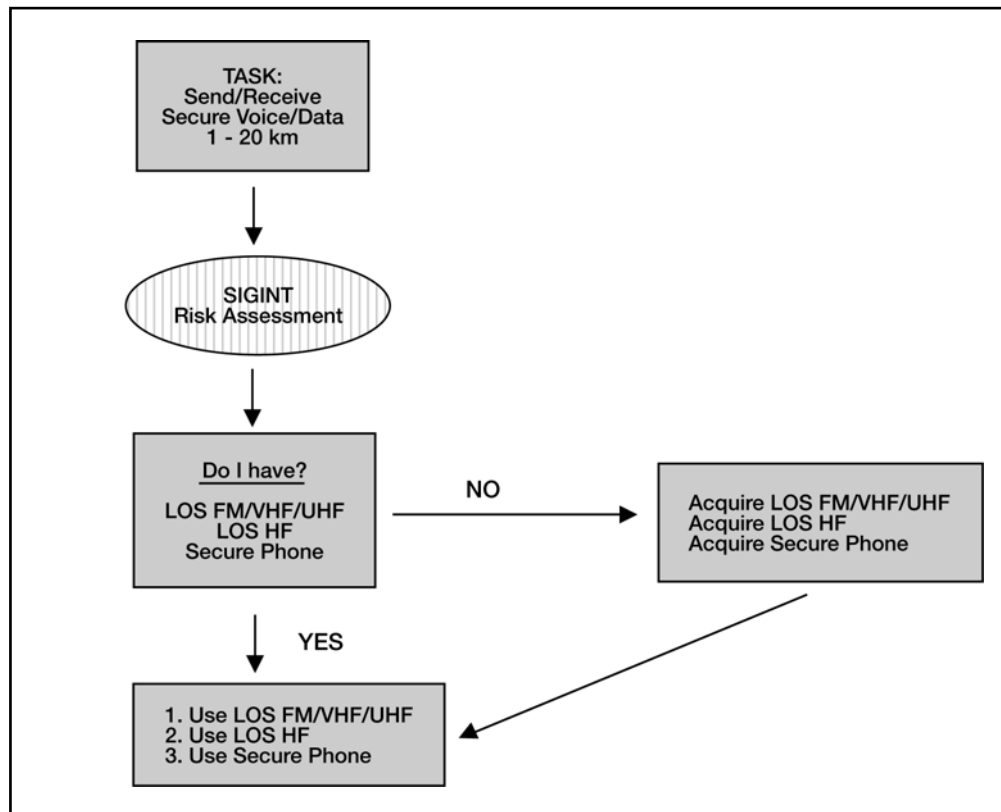 TASK:
Send/Receive
Secure Voice/Data
1 - 20 km
SIGINT
Risk Assessment
Do I have?
LOS FM/VHF/UHF
LOS HF
Secure Phone
NO
Acquire LOS FM/VHF/UHF
Acquire LOS HF
Acquire Secure Phone
YES
1. Use LOS FM/VHF/UHF
2. Use LOS HF
3. Use Secure Phone